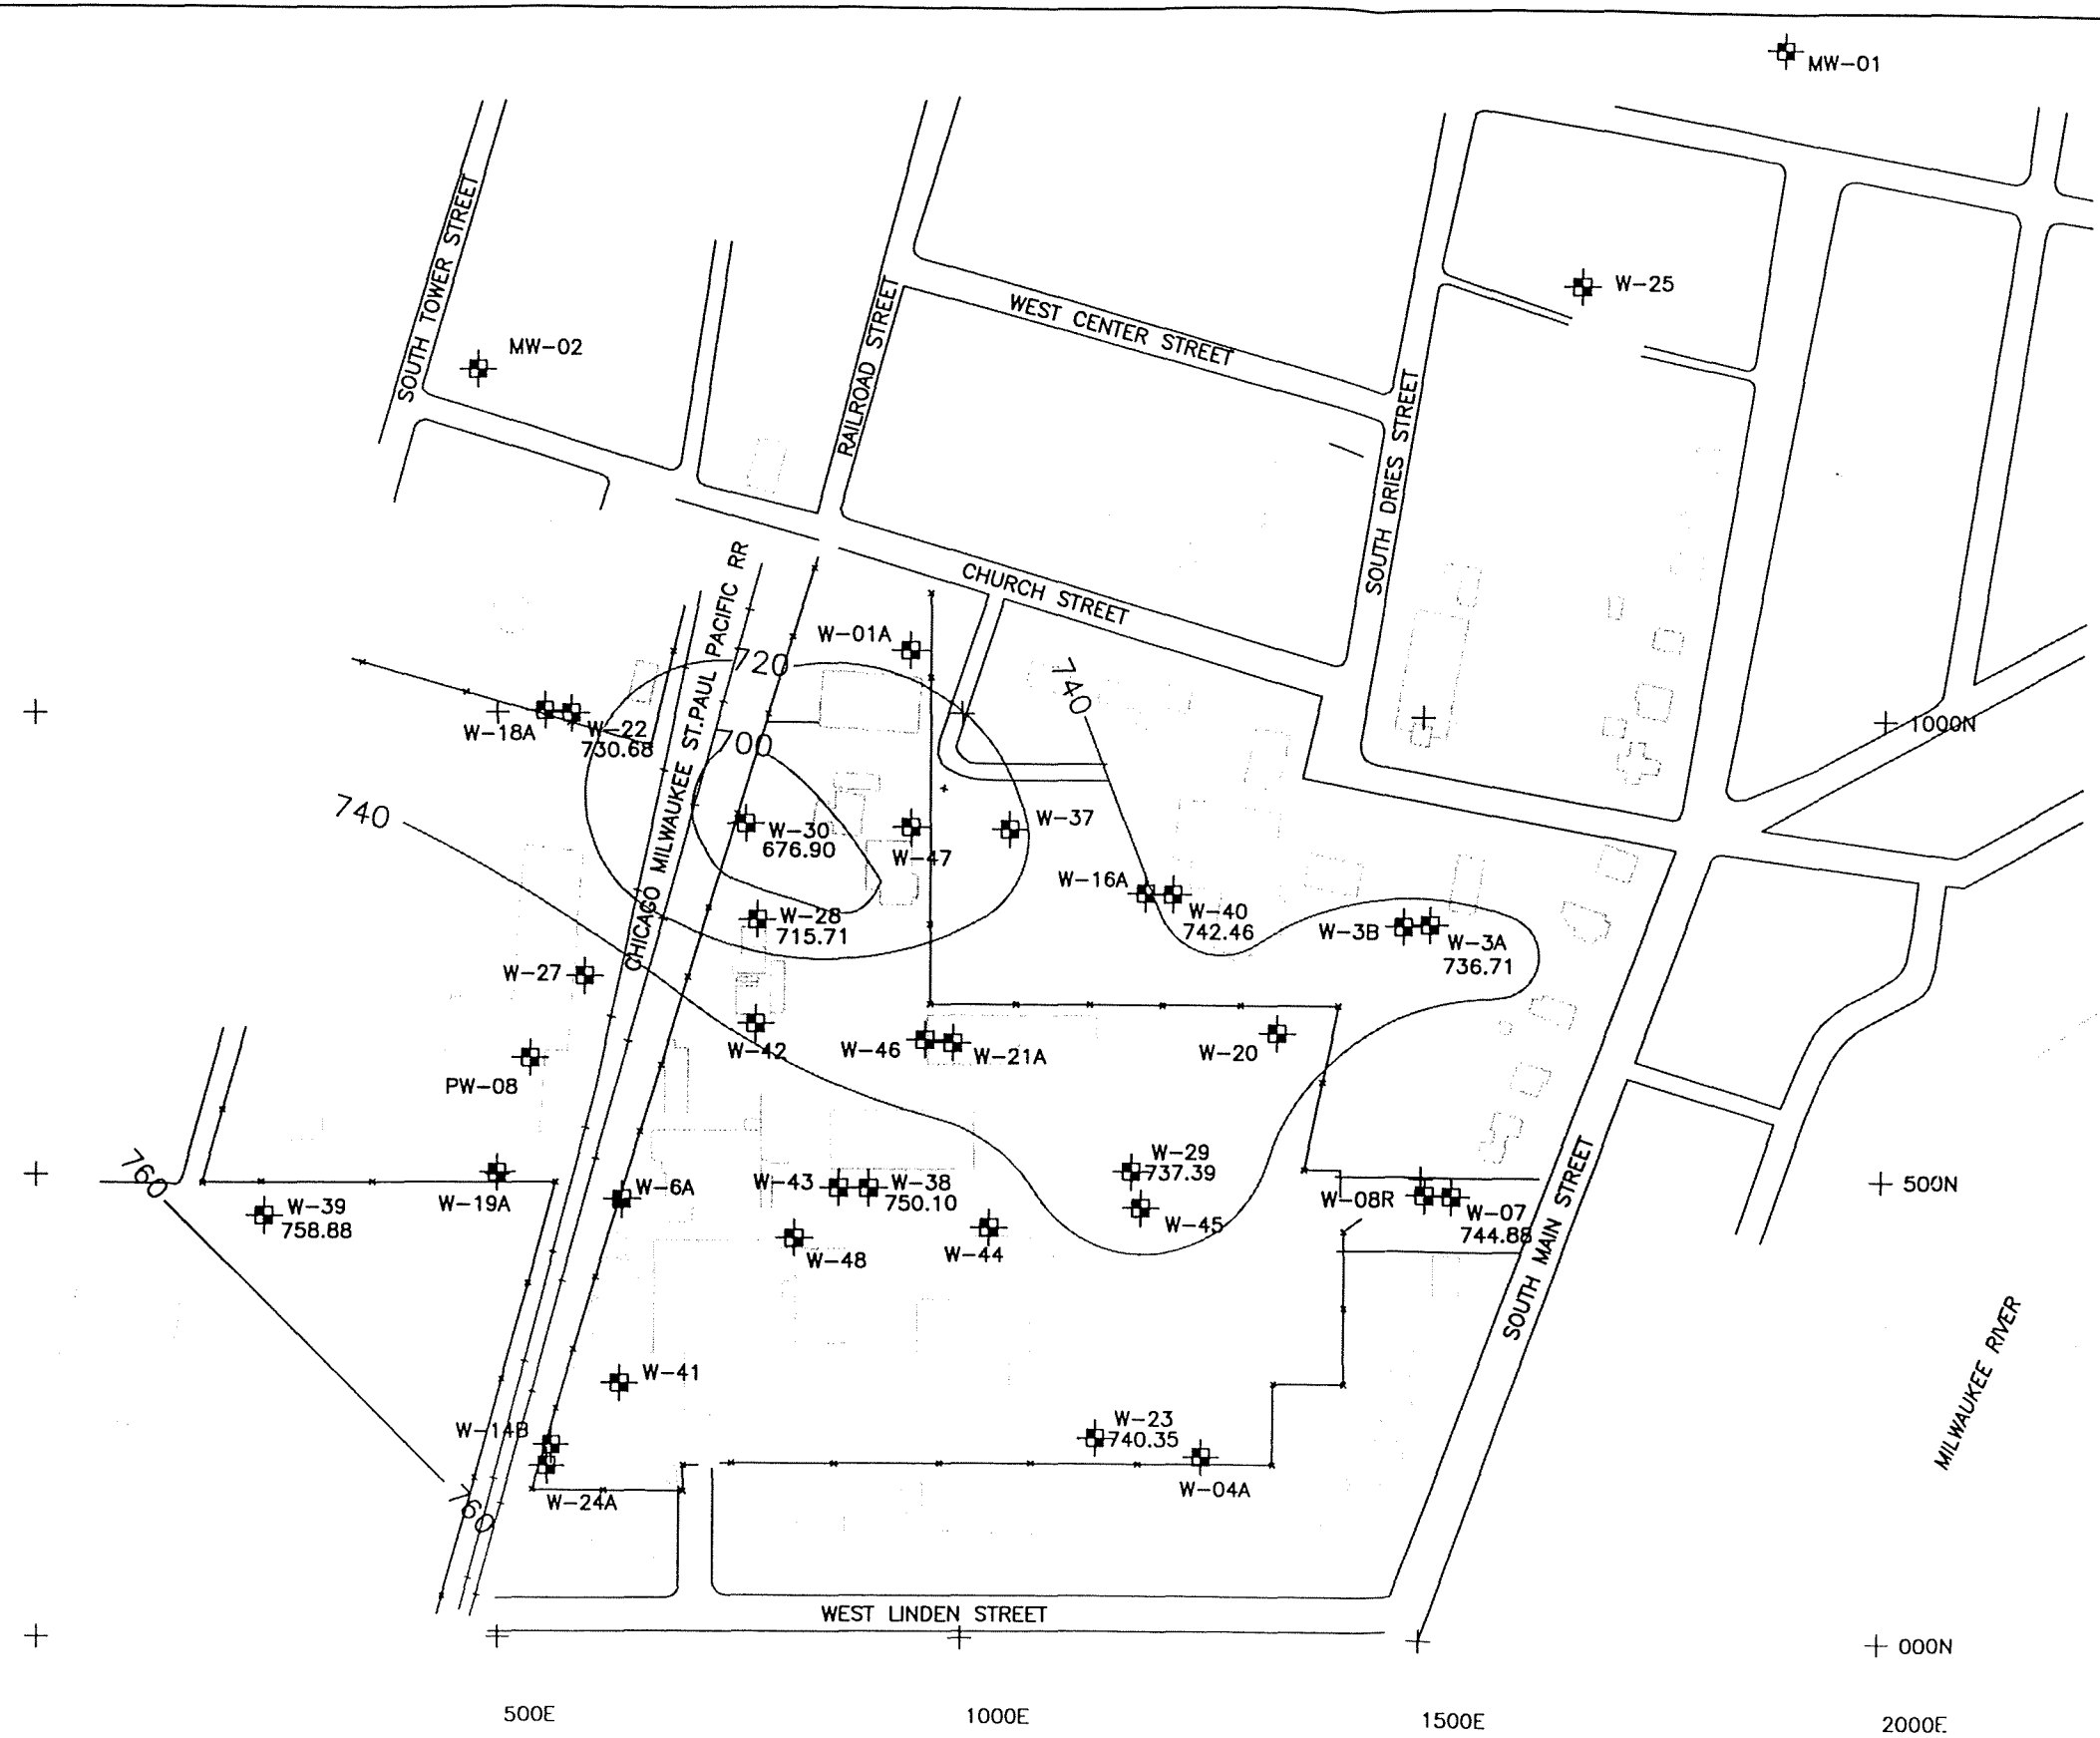 MW-01
SOUTH TOWER STREET
MW-02
RAILROAD STREET
WEST CENTER STREET
W-25
SOUTH DRIES STREET
CHURCH STREET
CHICAGO MILWAUKEE ST.PAUL PACIFIC RR
W-01A
720
740
W-18A
W-22
730.68
700
1000N
740
W-30
676.90
W-47
W-37
W-16A
W-40
742.46
W-28
715.71
W-3B
W-3A
736.71
W-27
W-42
W-46
W-21A
W-20
PW-08
760
W-39
758.88
W-19A
W-6A
W-43
W-38
750.10
W-29
737.39
W-45
W-44
W-48
W-08R
W-07
744.88
500N
SOUTH MAIN STREET
MILWAUKEE RIVER
W-41
W-14B
W-24A
760
W-23
740.35
W-04A
WEST LINDEN STREET
000N
500E
1000E
1500E
2000E